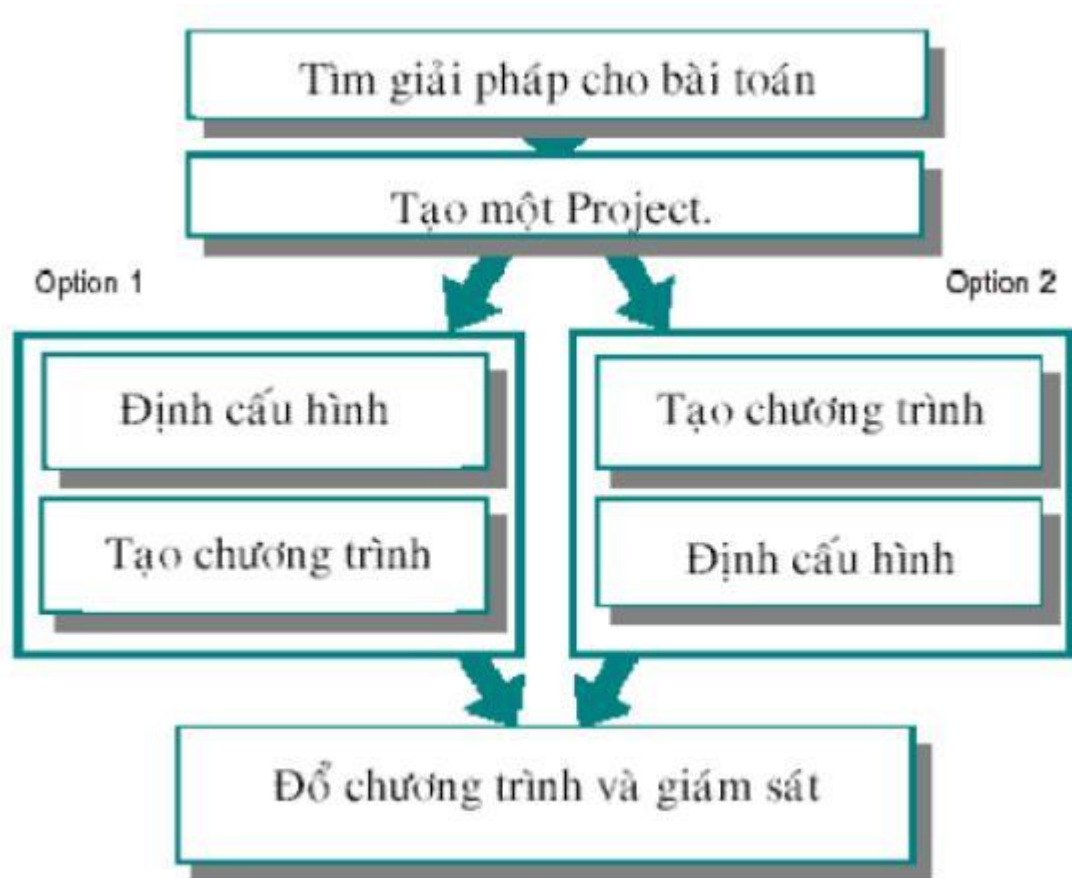 Tìm giải pháp cho bài toán
Tạo một Project.
Option 1
Option 2
Định cấu hình
Tạo chương trình
Tạo chương trình
Định cấu hình
Đổ chương trình và giám sát